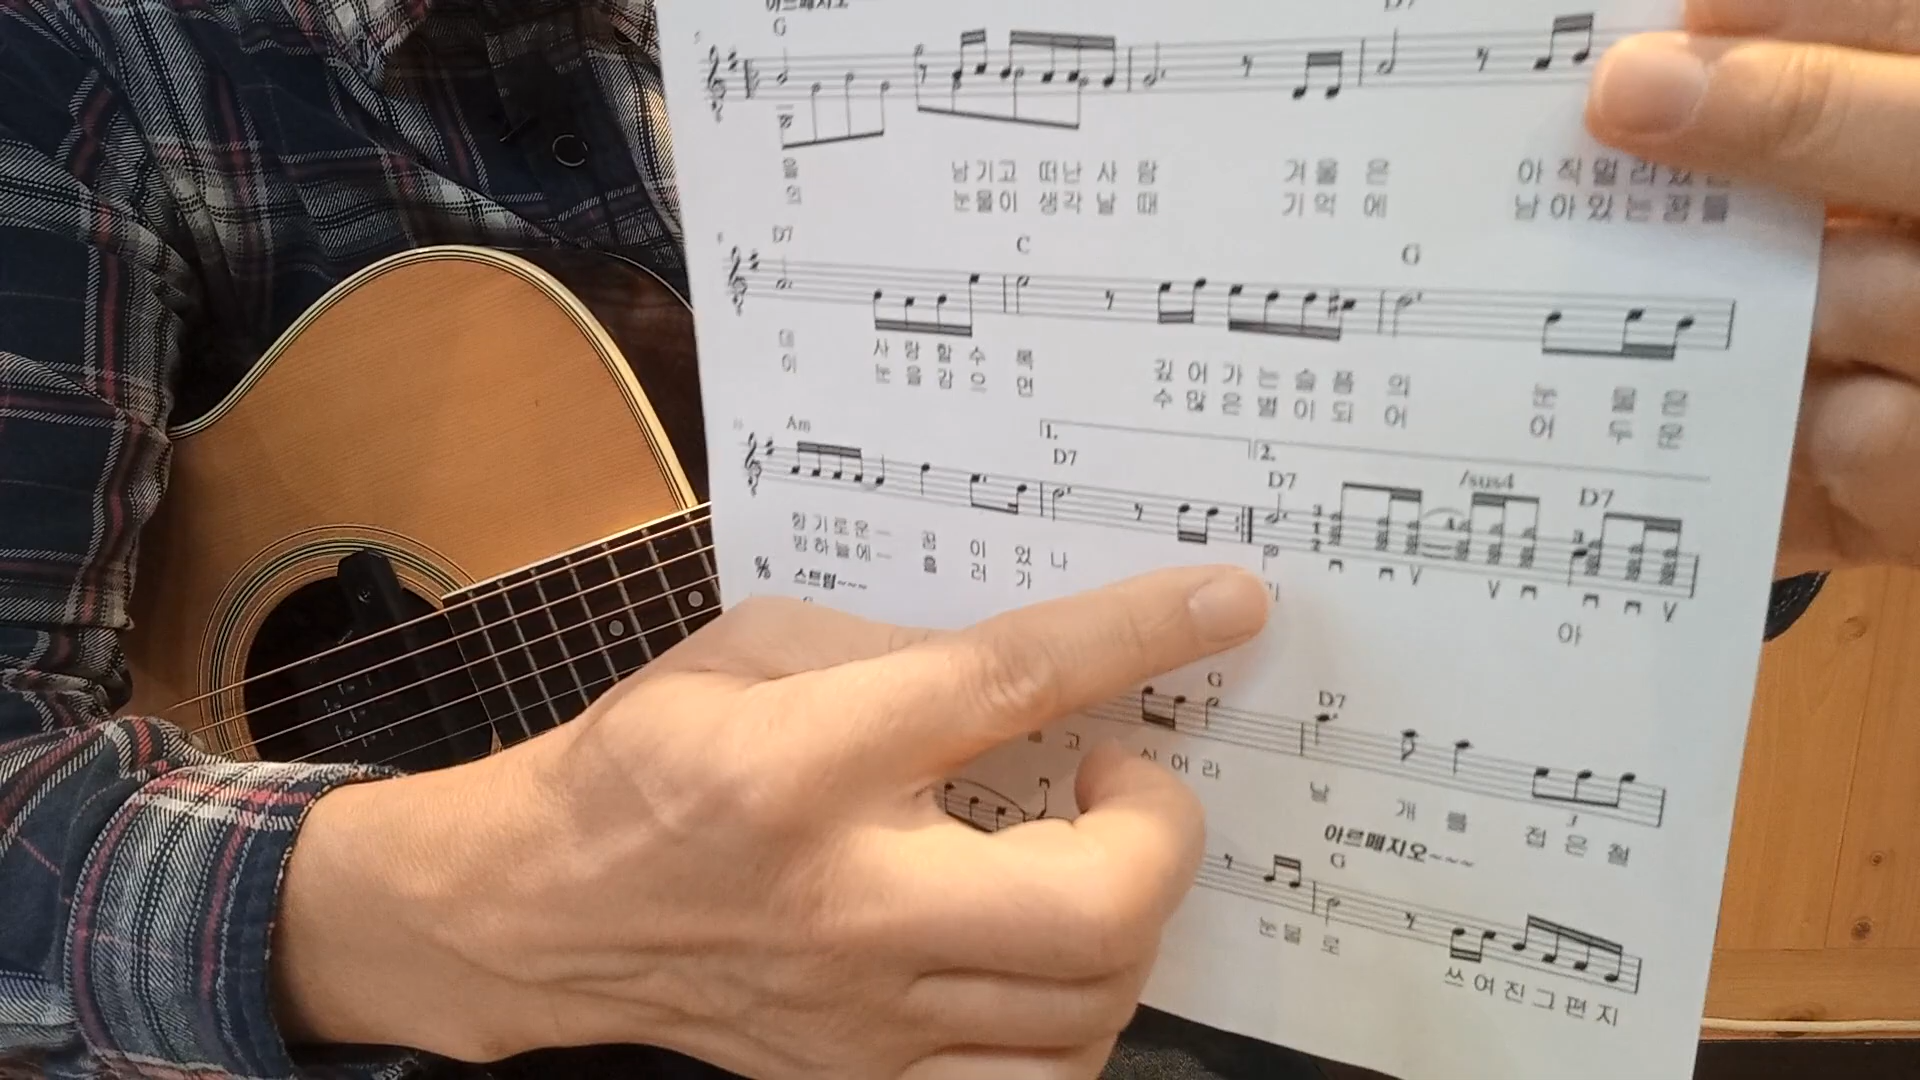 아르페지오
G D7
을 남기고 떠난 사 람 겨 울 은 아 직 멀 리 있 는
의 눈물이 생각 날 때 기 억 에 남 아 있 는 꿈 들
D7 C G
데 사 랑 할 수 록 깊 어 가 는 슬 픔 의 눈 물 은
이 눈 을 감 으 면 수 많 은 별 이 되 어 어 두 운
Am 1. D7 2. D7 /sus4 D7
향 기 로 운 ― 꿈 이 었 나
밤 하 늘 에 ― 흘 러 가
아
스트럼~~~
G D7
고 싶 어 라 날 개 를 접 은 철
아르페지오~~~
G
눈 물 로 쓰 여 진 그 편 지